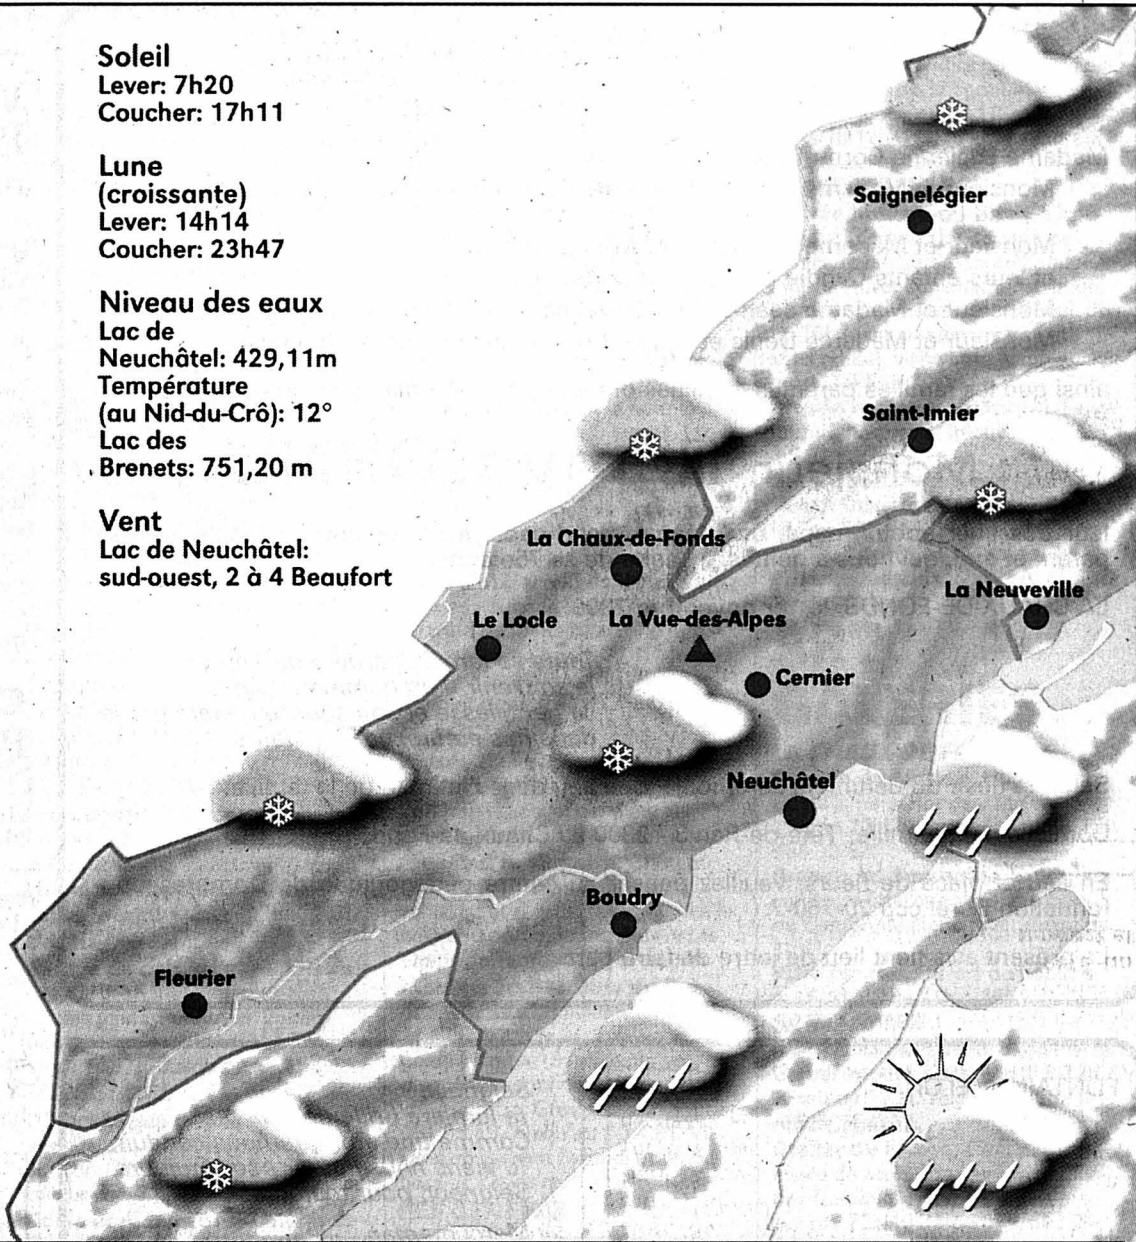 Soleil
Lever: 7h20
Coucher: 17h11
Lune
(croissante)
Lever: 14h14
Coucher: 23h47
Niveau des eaux
Lac de
Neuchâtel: 429,11m
Température
(au Nid-du-Crô): 12°
Lac des
Brenets: 751,20 m
Vent
Lac de Neuchâtel:
sud-ouest, 2 à 4 Beaufort
Saignelégier
Saint-Imier
La Chaux-de-Fonds
La Neuveville
Le Locle
La Vue-des-Alpes
Cernier
Neuchâtel
Boudry
Fleurier